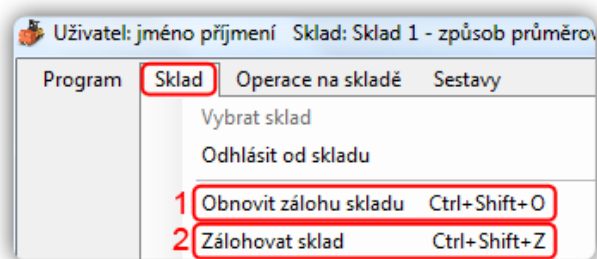 Uživatel: jméno příjmení Sklad: Sklad 1 - způsob průměrov
Program Sklad Operace na skladě Sestavy
Vybrat sklad
Odhlásit od skladu
1 Obnovit zálohu skladu Ctrl+Shift+O
2 Zálohovat sklad Ctrl+Shift+Z